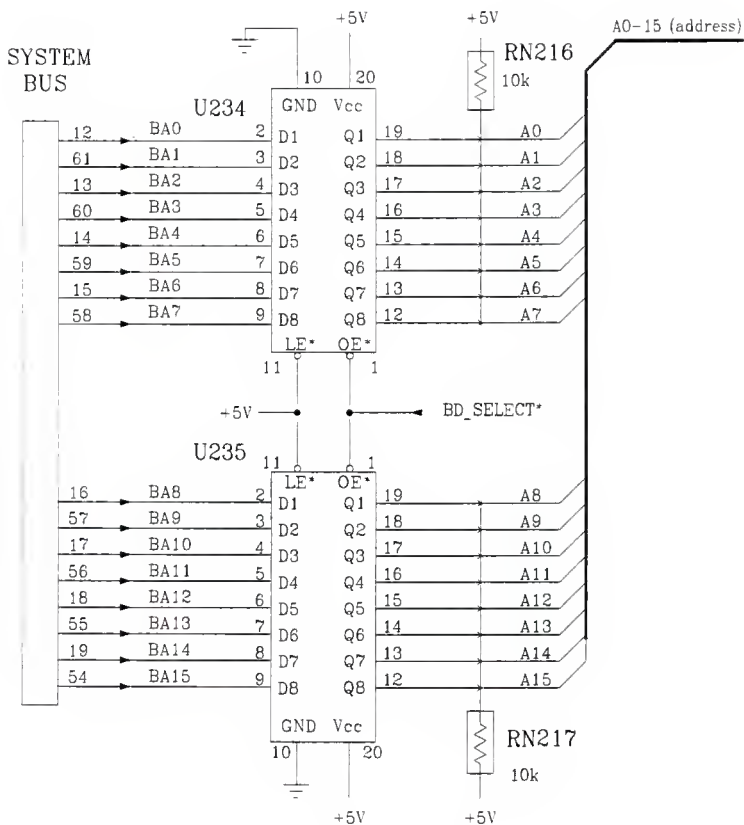 A0-15 (address)
+5V
+5V
SYSTEM
BUS
RN216
10k
10
20
U234
GND
Vcc
12
BA0
2
D1
Q1
19
A0
61
BA1
3
D2
Q2
18
A1
13
BA2
4
D3
Q3
17
A2
60
BA3
5
D4
Q4
16
A3
14
BA4
6
D5
Q5
15
A4
59
BA5
7
D6
Q6
14
A5
15
BA6
8
D7
Q7
13
A6
58
BA7
9
D8
Q8
12
A7
LE*
OE*
11
1
+5V
BD_SELECT*
U235
11
1
LE*
OE*
16
BA8
2
D1
Q1
19
A8
57
BA9
3
D2
Q2
18
A9
17
BA10
4
D3
Q3
17
A10
56
BA11
5
D4
Q4
16
A11
18
BA12
6
D5
Q5
15
A12
55
BA13
7
D6
Q6
14
A13
19
BA14
8
D7
Q7
13
A14
54
BA15
9
D8
Q8
12
A15
GND
Vcc
10
20
RN217
10k
+5V
+5V